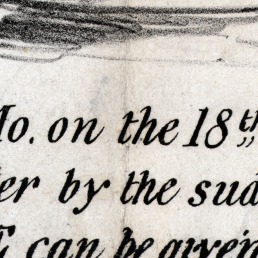 Mo. on the 18th
er by the sud
E can be given